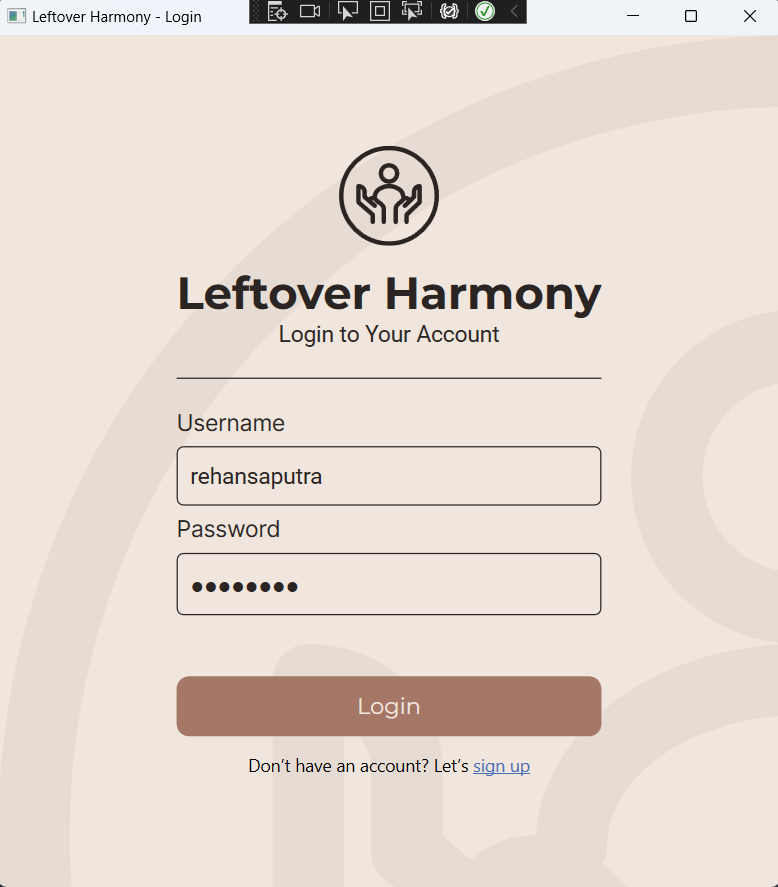 Leftover Harmony - Login
Leftover Harmony
Login to Your Account
Username
rehansaputra
Password
●●●●●●●●
Login
Don't have an account? Let's sign up